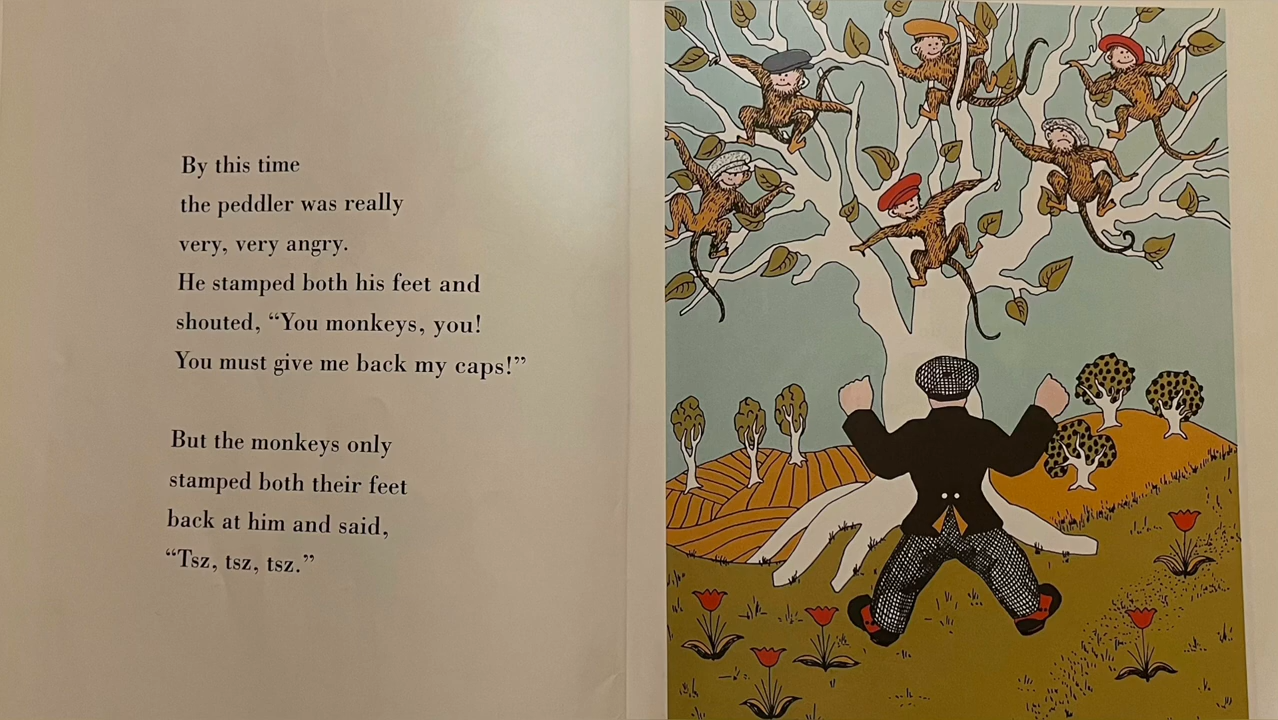 By this time
the peddler was really
very, very angry.
He stamped both his feet and
shouted, “You monkeys, you!
You must give me back my caps!”
But the monkeys only
stamped both their feet
back at him and said,
“Tsz, tsz, tsz.”